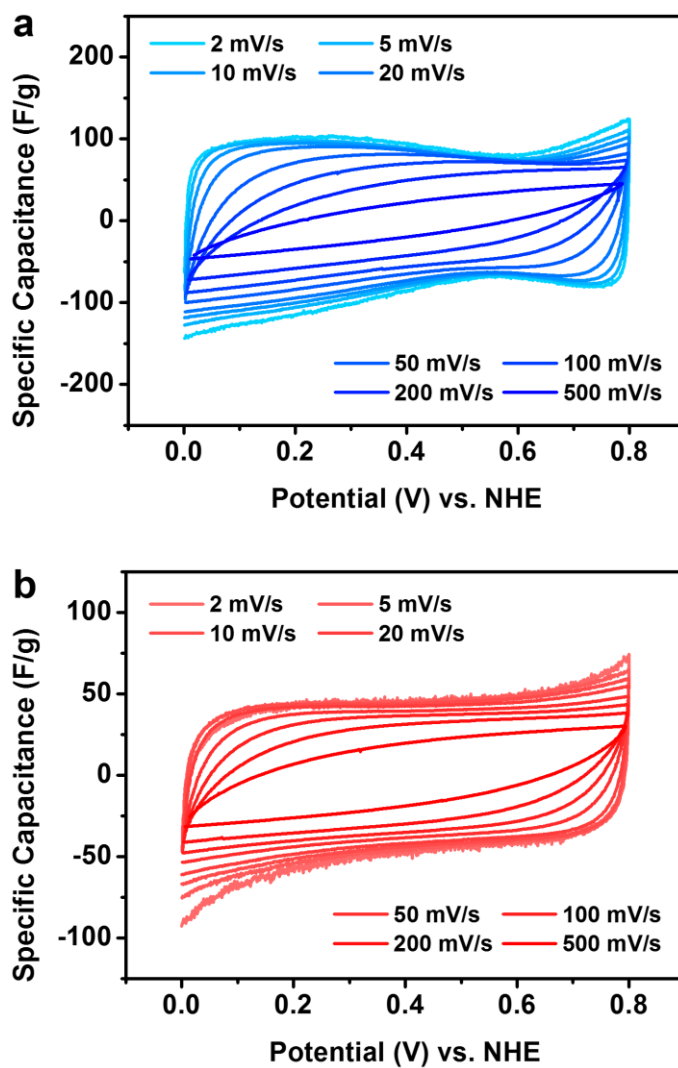 a
2 mV/s 5 mV/s
10 mV/s 20 mV/s
200
100
0
-100
-200
Specific Capacitance (F/g)
50 mV/s 100 mV/s
200 mV/s 500 mV/s
0.0 0.2 0.4 0.6 0.8
Potential (V) vs. NHE
b
2 mV/s 5 mV/s
10 mV/s 20 mV/s
100
50
0
-50
-100
Specific Capacitance (F/g)
50 mV/s 100 mV/s
200 mV/s 500 mV/s
0.0 0.2 0.4 0.6 0.8
Potential (V) vs. NHE